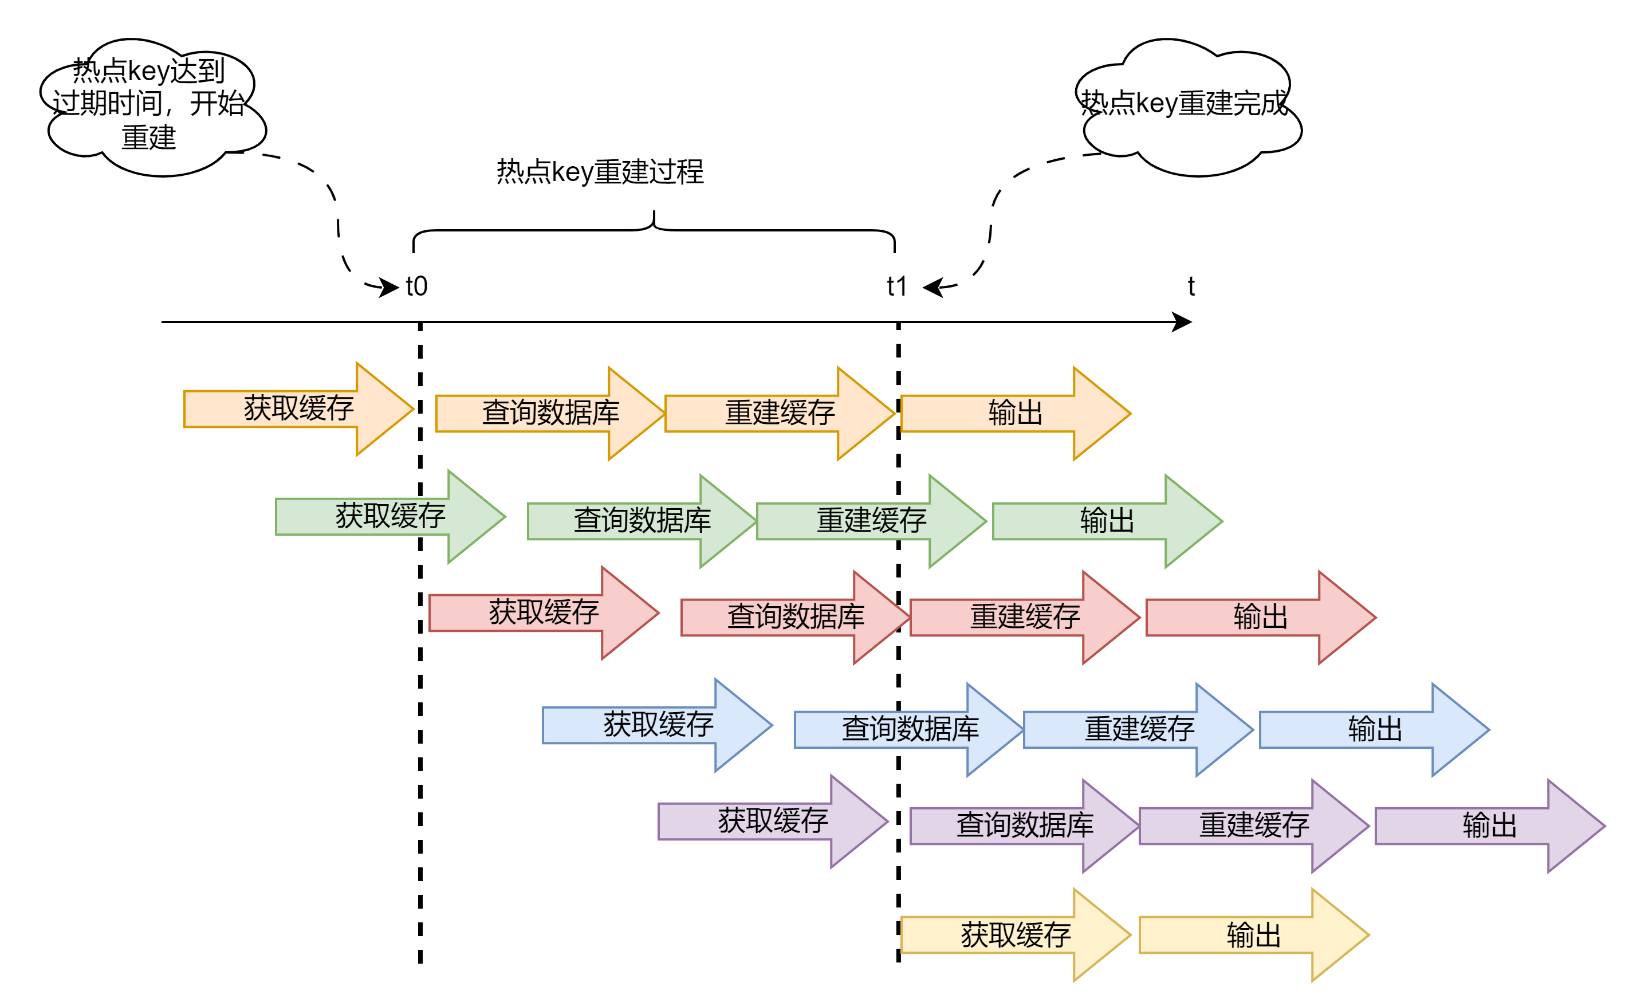 热点key达到
过期时间，开始
重建
热点key重建完成
热点key重建过程
t0
t1
t
获取缓存
查询数据库
重建缓存
输出
获取缓存
查询数据库
重建缓存
输出
获取缓存
查询数据库
重建缓存
输出
获取缓存
查询数据库
重建缓存
输出
获取缓存
查询数据库
重建缓存
输出
获取缓存
输出